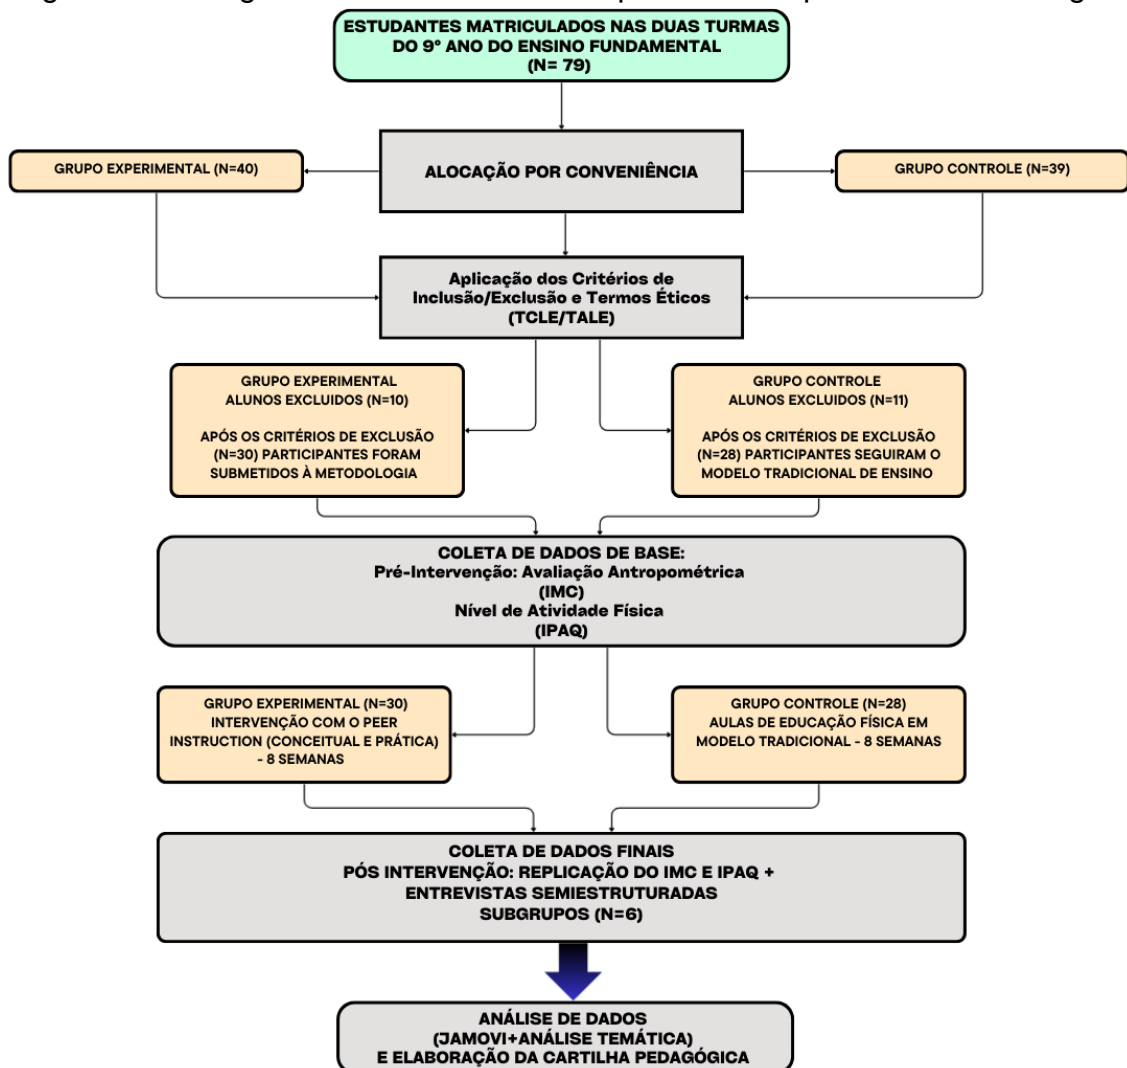 ESTUDANTES MATRICULADOS NAS DUAS TURMAS
DO 9º ANO DO ENSINO FUNDAMENTAL
(N= 79)
GRUPO EXPERIMENTAL (N=40)
ALOCAÇÃO POR CONVENIÊNCIA
GRUPO CONTROLE (N=39)
Aplicação dos Critérios de
Inclusão/Exclusão e Termos Éticos
(TCLE/TALE)
GRUPO EXPERIMENTAL
ALUNOS EXCLUIDOS (N=10)
APÓS OS CRITÉRIOS DE EXCLUSÃO
(N=30) PARTICIPANTES FORAM
SUBMETIDOS À METODOLOGIA
GRUPO CONTROLE
ALUNOS EXCLUIDOS (N=11)
APÓS OS CRITÉRIOS DE EXCLUSÃO
(N=28) PARTICIPANTES SEGUIRAM O
MODELO TRADICIONAL DE ENSINO
COLETA DE DADOS DE BASE:
Pré-Intervenção: Avaliação Antropométrica
(IMC)
Nível de Atividade Física
(IPAQ)
GRUPO EXPERIMENTAL (N=30)
INTERVENÇÃO COM O PEER
INSTRUCTION (CONCEITUAL E PRÁTICA)
- 8 SEMANAS
GRUPO CONTROLE (N=28)
AULAS DE EDUCAÇÃO FÍSICA EM
MODELO TRADICIONAL - 8 SEMANAS
COLETA DE DADOS FINAIS
PÓS INTERVENÇÃO: REPLICAÇÃO DO IMC E IPAQ +
ENTREVISTAS SEMIESTRUTURADAS
SUBGRUPOS (N=6)
ANÁLISE DE DADOS
(JAMOVI+ANÁLISE TEMÁTICA)
E ELABORAÇÃO DA CARTILHA PEDAGÓGICA